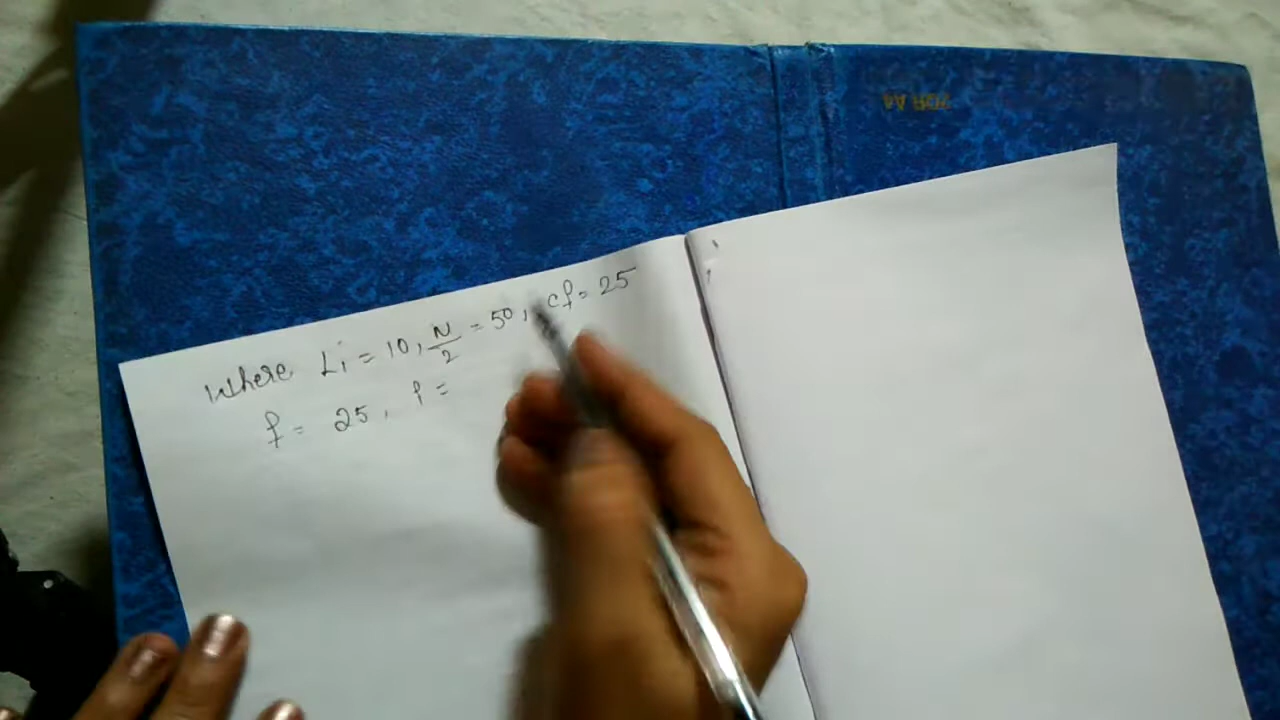 Where Li = 10, N/2 = 50, cf = 25
f = 25, f =